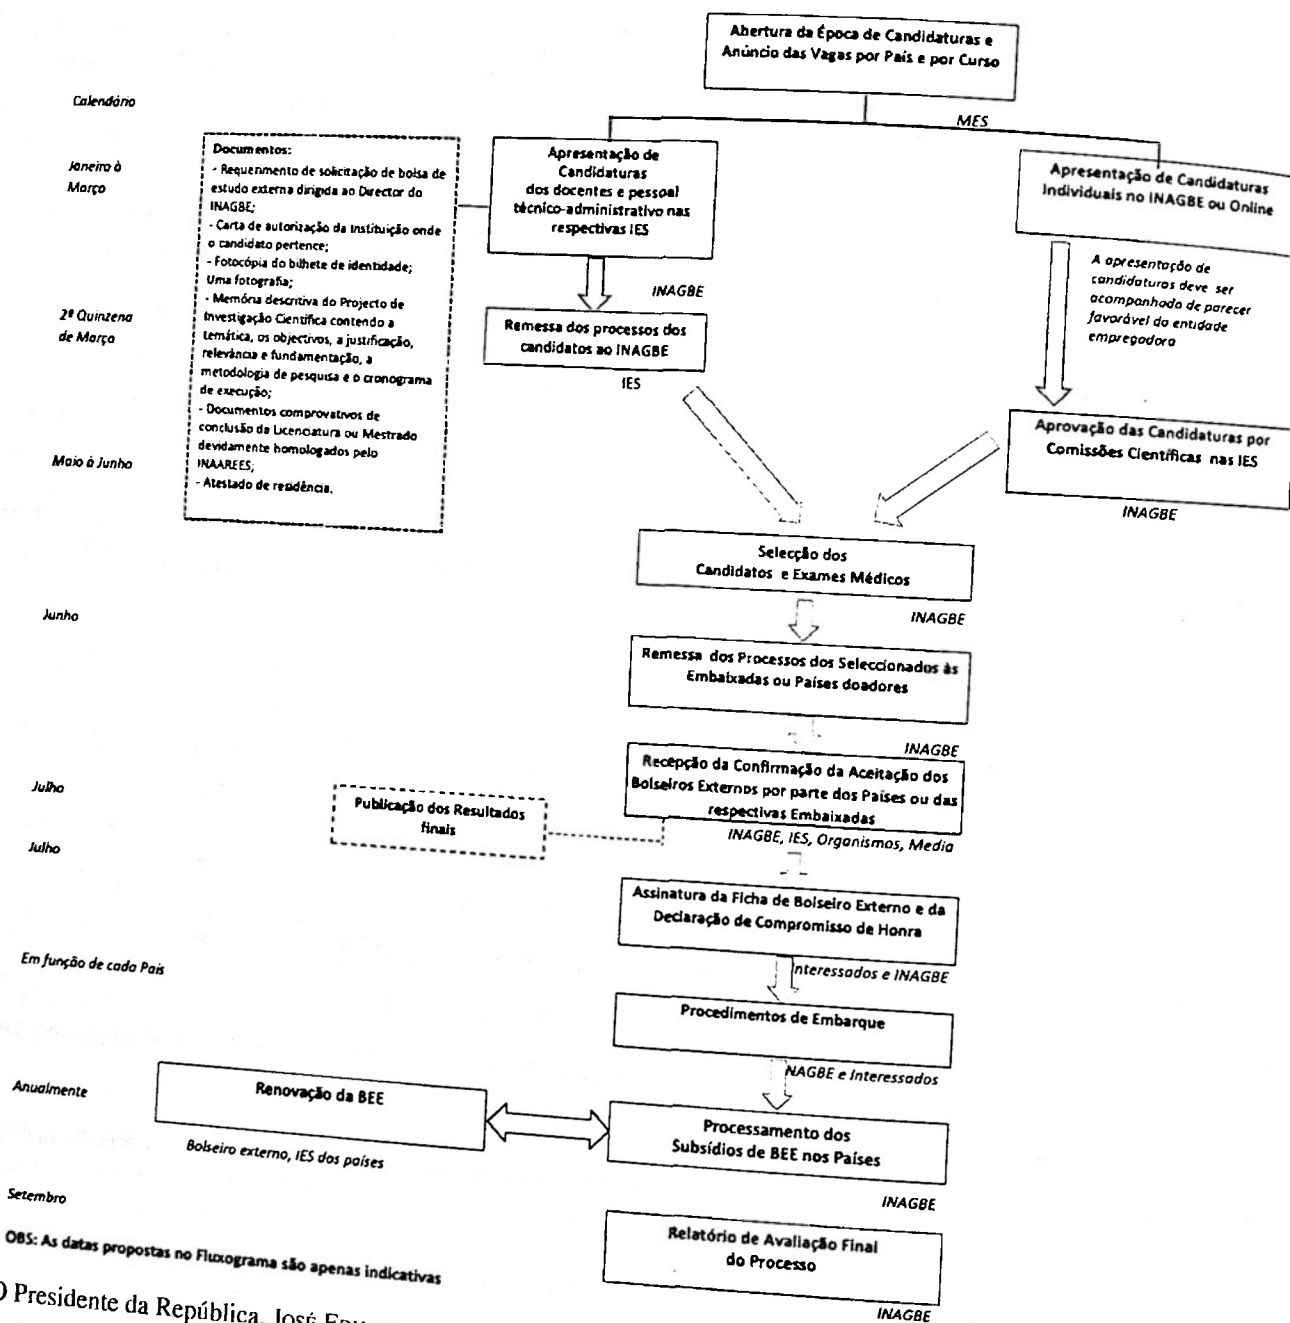 Abertura da Época de Candidaturas e
Anúncio das Vagas por País e por Curso
MES
Calendário
Janeiro à
Março
Documentos:
- Requerimento de solicitação de bolsa de
estudo externa dirigida ao Director do
INAGBE;
- Carta de autorização da Instituição onde
o candidato pertence;
- Fotocópia do bilhete de identidade;
Uma fotografia;
- Memória descritiva do Projecto de
Investigação Científica contendo a
temática, os objectivos, a justificação,
relevância e fundamentação, a
metodologia de pesquisa e o cronograma
de execução;
- Documentos comprovativos de
conclusão da Licenciatura ou Mestrado
devidamente homologados pelo
INAAREES;
- Atestado de residência.
Apresentação de
Candidaturas
dos docentes e pessoal
técnico-administrativo nas
respectivas IES
INAGBE
Apresentação de Candidaturas
Individuais no INAGBE ou Online
A apresentação de
candidaturas deve ser
acompanhada de parecer
favorável da entidade
empregadora
2ª Quinzena
de Março
Remessa dos processos dos
candidatos ao INAGBE
IES
Maio à Junho
Aprovação das Candidaturas por
Comissões Científicas nas IES
INAGBE
Selecção dos
Candidatos e Exames Médicos
INAGBE
Junho
Remessa dos Processos dos Seleccionados às
Embaixadas ou Países doadores
INAGBE
Julho
Recepção da Confirmação da Aceitação dos
Bolseiros Externos por parte dos Países ou das
respectivas Embaixadas
INAGBE, IES, Organismos, Media
Publicação dos Resultados
finais
Julho
Assinatura da Ficha de Bolseiro Externo e da
Declaração de Compromisso de Honra
nteressados e INAGBE
Em função de cada País
Procedimentos de Embarque
NAGBE e Interessados
Anualmente
Renovação da BEE
Bolseiro externo, IES dos países
Processamento dos
Subsídios de BEE nos Países
INAGBE
Setembro
Relatório de Avaliação Final
do Processo
INAGBE
OBS: As datas propostas no Fluxograma são apenas indicativas
O Presidente da República, JOSÉ